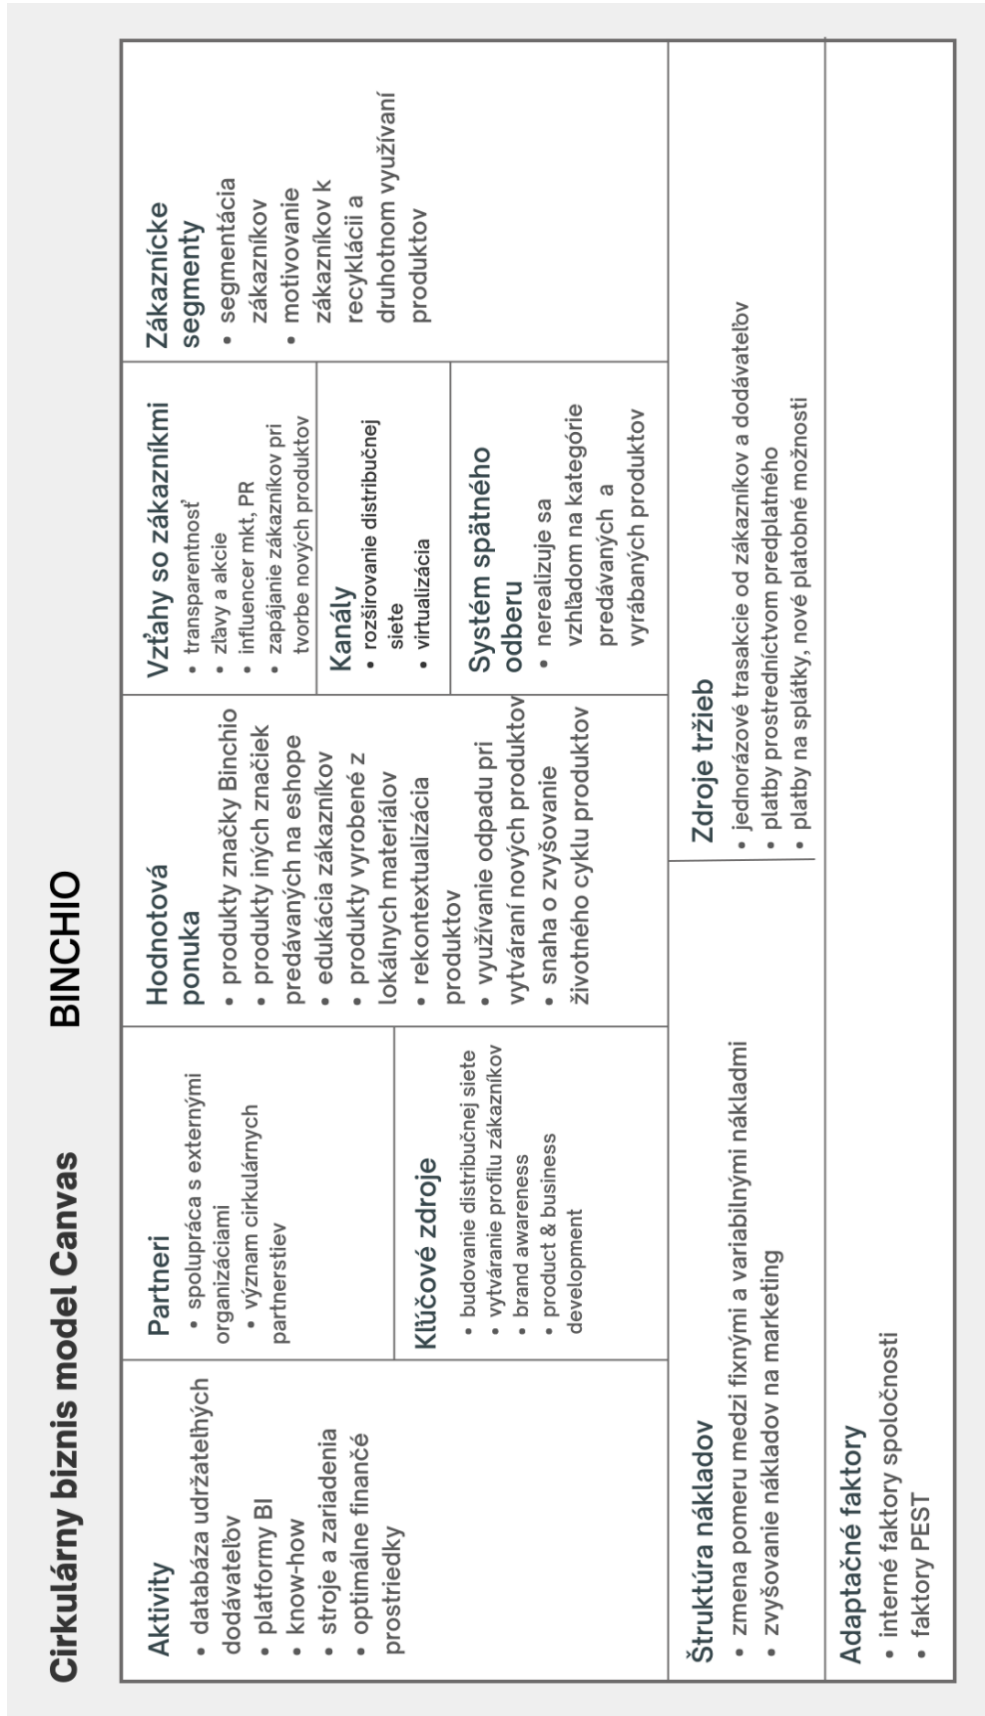 Cirkulárny biznis model Canvas BINCHIO
Aktivity
• databáza udržateľných
dodávateľov
• platformy BI
• know-how
• stroje a zariadenia
• optimálne finančé
prostriedky
Partneri
• spolupráca s externými
organizáciami
• význam cirkulárnych
partnerstiev
Kľúčové zdroje
• budovanie distribučnej siete
• vytváranie profilu zákazníkov
• brand awareness
• product & business
development
Hodnotová
ponuka
• produkty značky Binchio
• produkty iných značiek
predávaných na eshope
• edukácia zákazníkov
• produkty vyrobené z
lokálnych materiálov
• rekontextualizácia
produktov
• využívanie odpadu pri
vytváraní nových produktov
• snaha o zvyšovanie
životného cyklu produktov
Vzťahy so zákazníkmi
• transparentnosť
• zľavy a akcie
• influencer mkt, PR
• zapájanie zákazníkov pri
tvorbe nových produktov
Kanály
• rozširovanie distribučnej
siete
• virtualizácia
Systém spätného
odberu
• nerealizuje sa
vzhľadom na kategórie
predávaných a
vyrábaných produktov
Zákaznícke
segmenty
• segmentácia
zákazníkov
• motivovanie
zákazníkov k
recyklácii a
druhotnom využívaní
produktov
Štruktúra nákladov
• zmena pomeru medzi fixnými a variabilnými nákladmi
• zvyšovanie nákladov na marketing
Zdroje tržieb
• jednorázové trasakcie od zákazníkov a dodávateľov
• platby prostredníctvom predplatného
• platby na splátky, nové platobné možnosti
Adaptačné faktory
• interné faktory spoločnosti
• faktory PEST